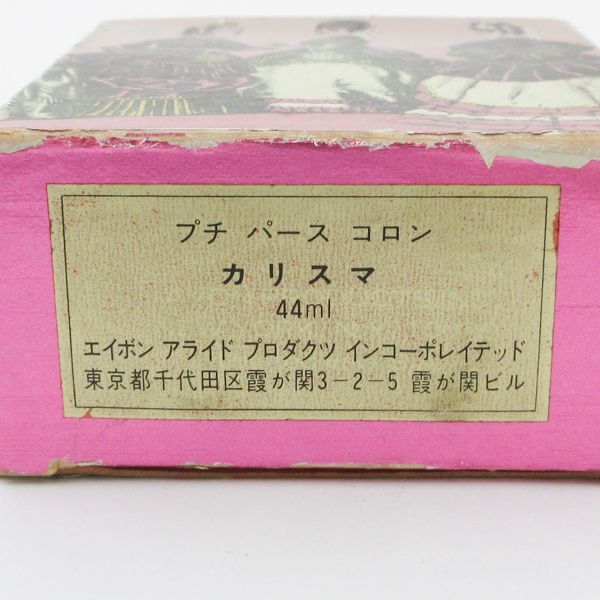 プチ パース コロン
カリスマ
44ml
エイボン アライド プロダクツ インコーポレイテッド
東京都千代田区霞が関3-2-5 霞が関ビル